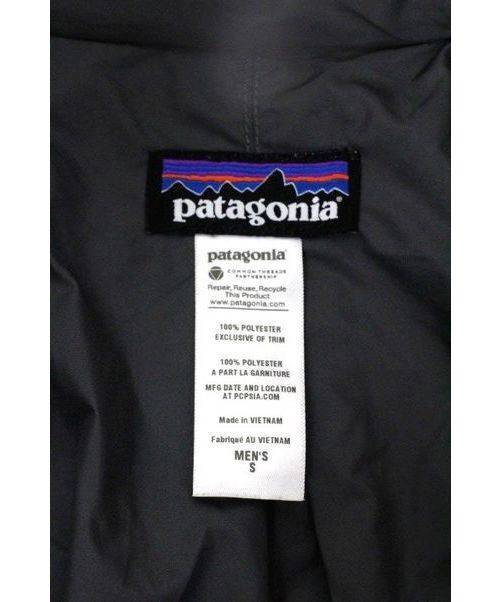 patagonia®
patagonia®
COMMON THREADS
PARTNERSHIP
Repair, Reuse, Recycle
This Product
www.patagonia.com
100% POLYESTER
EXCLUSIVE OF TRIM
100% POLYESTER
A PART LA GARNITURE
MFG DATE AND LOCATION
AT PCPSIA.COM
Made in VIETNAM
Fabriqué AU VIETNAM
MEN'S
S